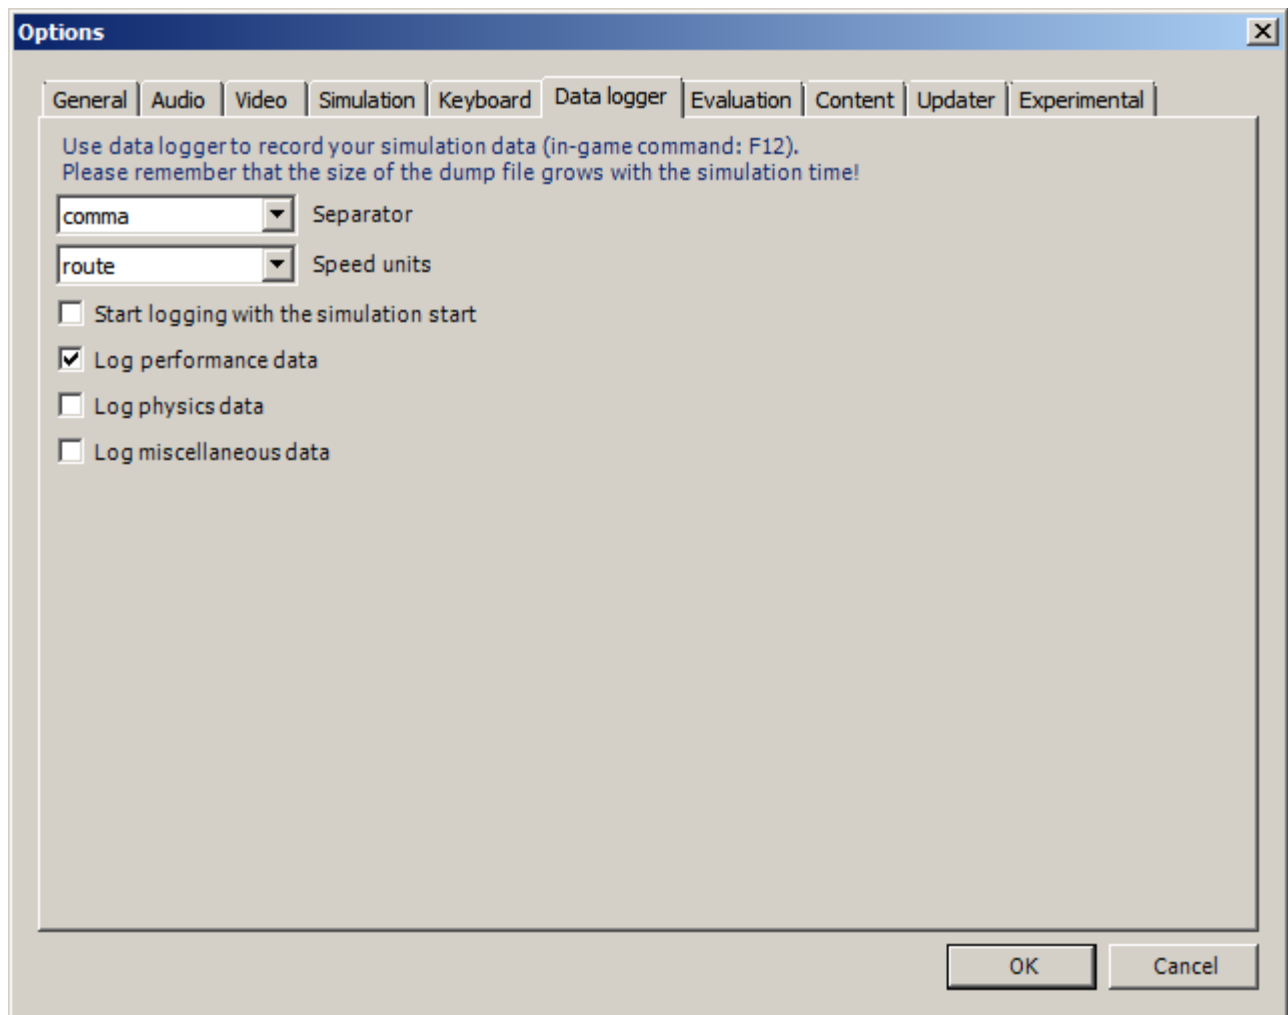 Options
General Audio Video Simulation Keyboard Data logger Evaluation Content Updater Experimental
Use data logger to record your simulation data (in-game command: F12).
Please remember that the size of the dump file grows with the simulation time!
comma Separator
route Speed units
Start logging with the simulation start
Log performance data
Log physics data
Log miscellaneous data
OK Cancel